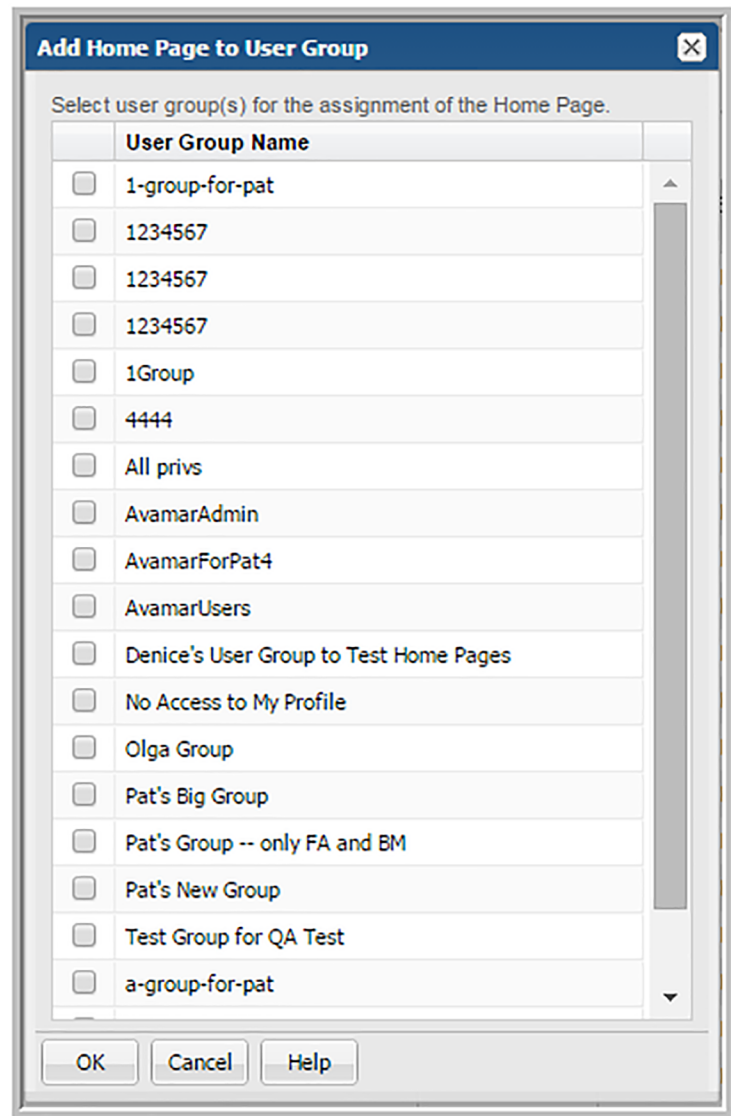 Add Home Page to User Group
Select user group(s) for the assignment of the Home Page.
User Group Name
1-group-for-pat
1234567
1234567
1234567
1Group
4444
All privs
AvamarAdmin
AvamarForPat4
AvamarUsers
Denice's User Group to Test Home Pages
No Access to My Profile
Olga Group
Pat's Big Group
Pat's Group -- only FA and BM
Pat's New Group
Test Group for QA Test
a-group-for-pat
OK Cancel Help